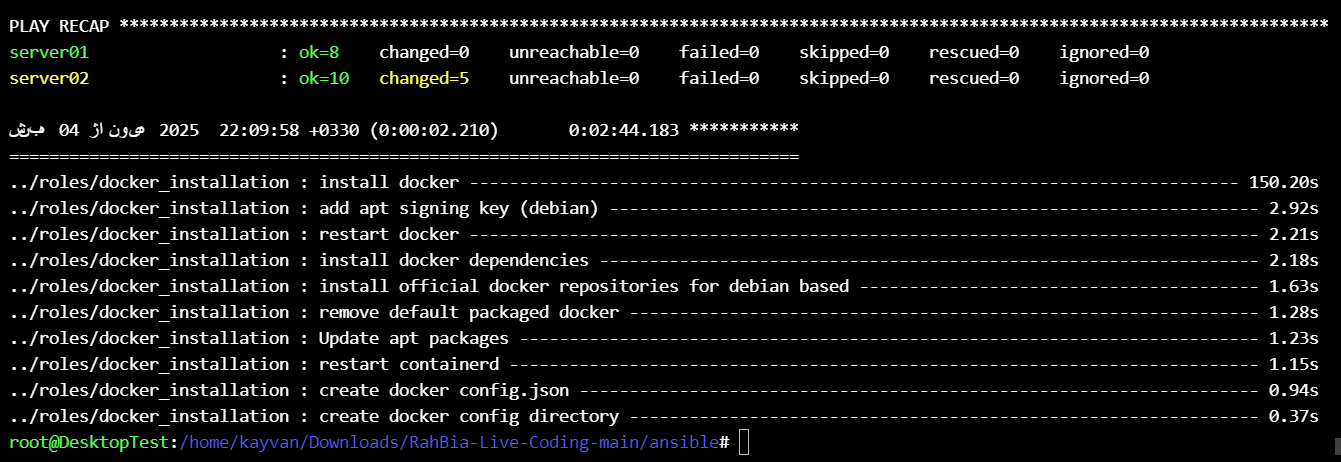 PLAY RECAP *************************************************************************************************************************
server01                   : ok=8    changed=0    unreachable=0    failed=0    skipped=0    rescued=0    ignored=0
server02                   : ok=10   changed=5    unreachable=0    failed=0    skipped=0    rescued=0    ignored=0
04 ژانویه 2025  22:09:58 +0330 (0:00:02.210)       0:02:44.183 ***********
===============================================================================
../roles/docker_installation : install docker ----------------------------------------------------------------------------- 150.20s
../roles/docker_installation : add apt signing key (debian) ----------------------------------------------------------------- 2.92s
../roles/docker_installation : restart docker ------------------------------------------------------------------------------- 2.21s
../roles/docker_installation : install docker dependencies ------------------------------------------------------------------ 2.18s
../roles/docker_installation : install official docker repositories for debian based ---------------------------------------- 1.63s
../roles/docker_installation : remove default packaged docker --------------------------------------------------------------- 1.28s
../roles/docker_installation : Update apt packages -------------------------------------------------------------------------- 1.23s
../roles/docker_installation : restart containerd --------------------------------------------------------------------------- 1.15s
../roles/docker_installation : create docker config.json -------------------------------------------------------------------- 0.94s
../roles/docker_installation : create docker config directory --------------------------------------------------------------- 0.37s
root@DesktopTest:/home/kayvan/Downloads/RahBia-Live-Coding-main/ansible#